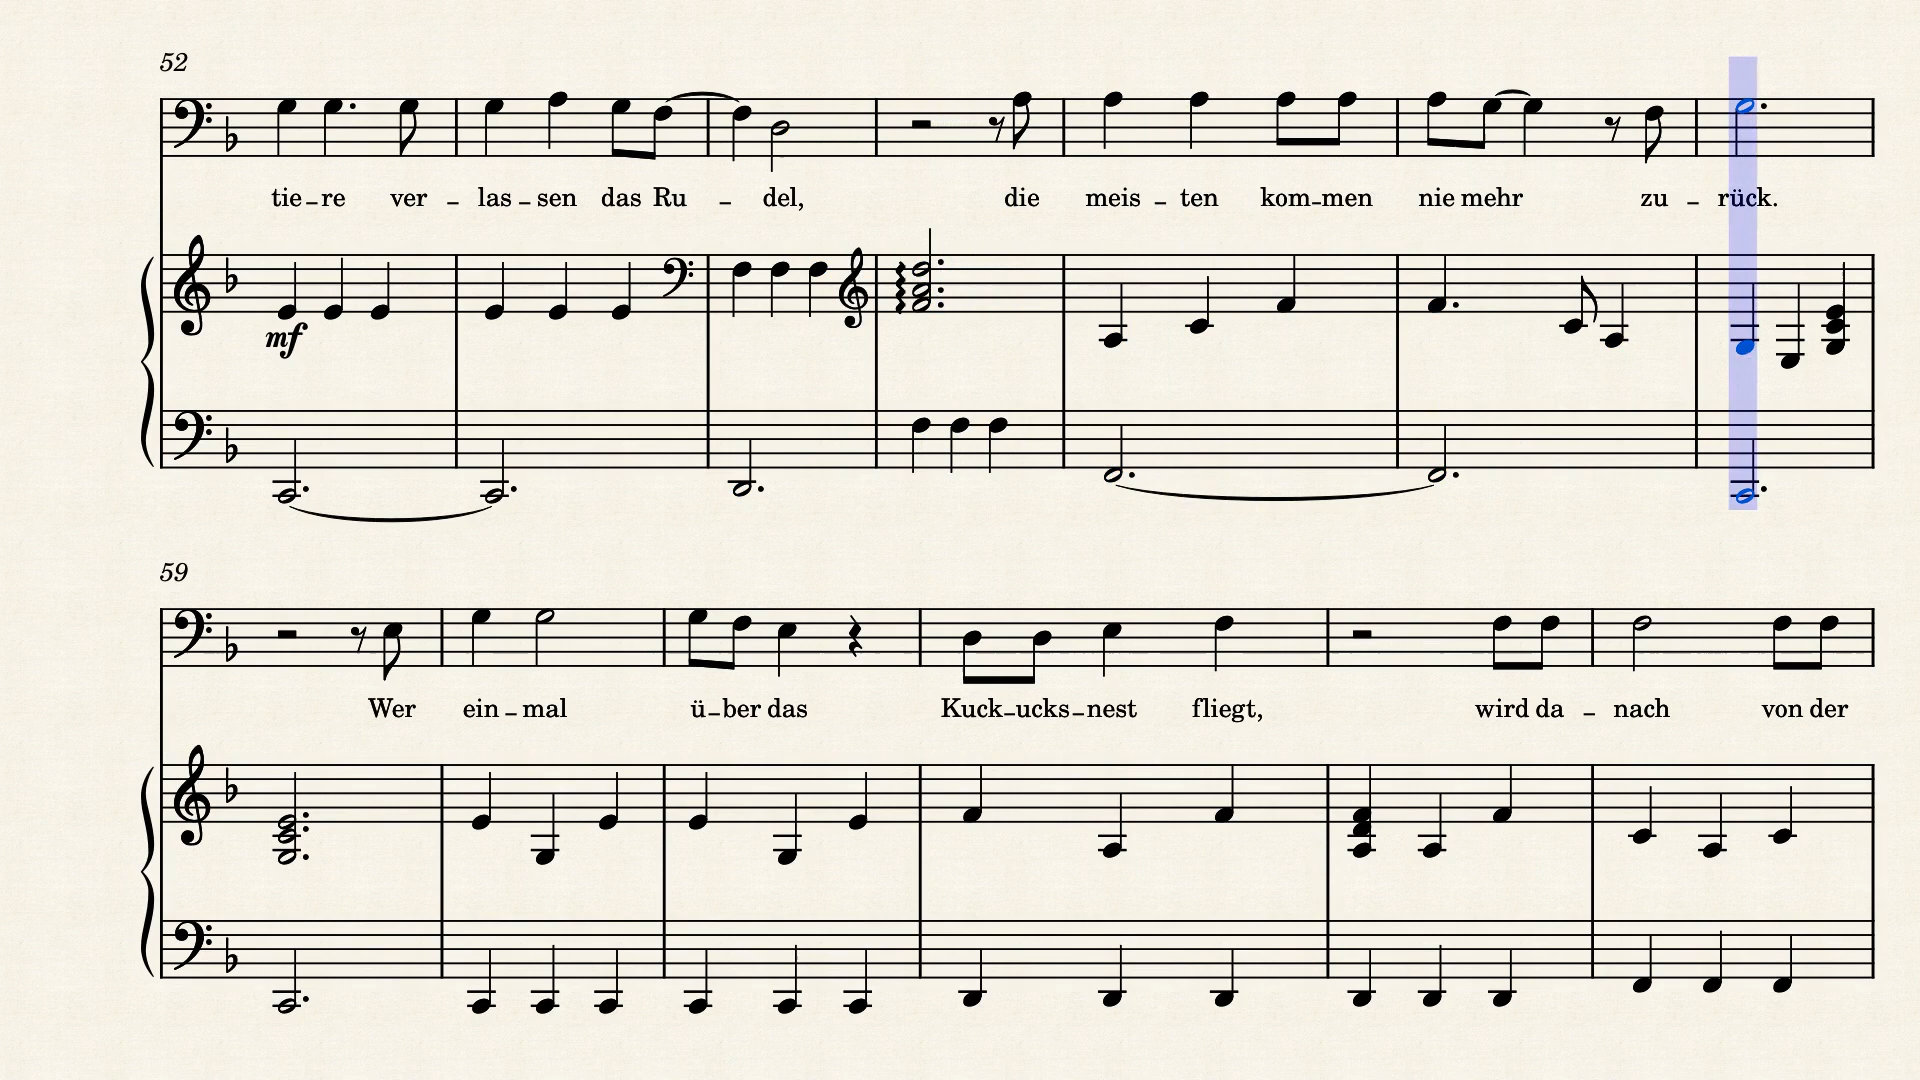 52
tie-re ver-las-sen das Ru-del, die meis-ten kom-men nie mehr zu-rück.
mf
59
Wer ein-mal ü-ber das Kuck-ucks-nest fliegt, wird da-nach von der